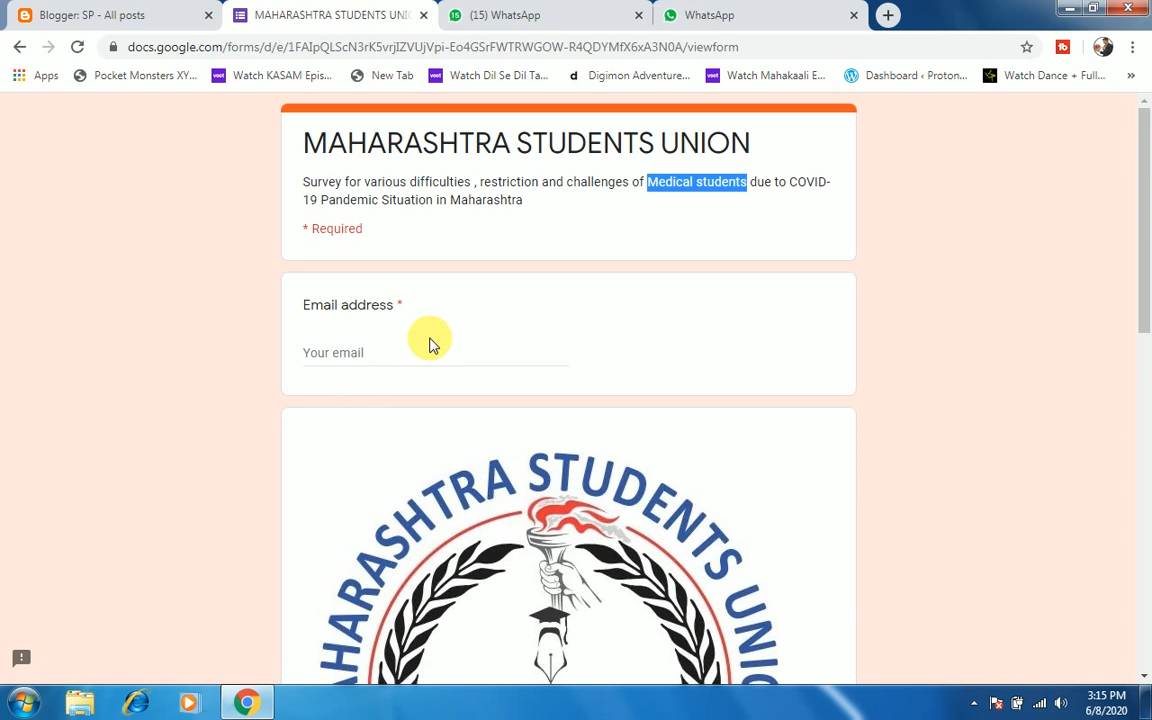 Blogger: SP - All posts
MAHARASHTRA STUDENTS UNI
(15) WhatsApp
WhatsApp
docs.google.com/forms/d/e/1FAIpQLScN3rK5vrjIZVUjVpi-Eo4GSrFWTRWGOW-R4QDYMfX6xA3N0A/viewform
Apps
Pocket Monsters XY...
Watch KASAM Epis...
New Tab
Watch Dil Se Dil Ta...
Digimon Adventure...
Watch Mahakaali E...
Dashboard ‹ Proton...
Watch Dance + Full...
MAHARASHTRA STUDENTS UNION
Survey for various difficulties , restriction and challenges of Medical students due to COVID-
19 Pandemic Situation in Maharashtra
* Required
Email address *
Your email
MAHARASHTRA STUDENTS UNIO
3:15 PM
6/8/2020